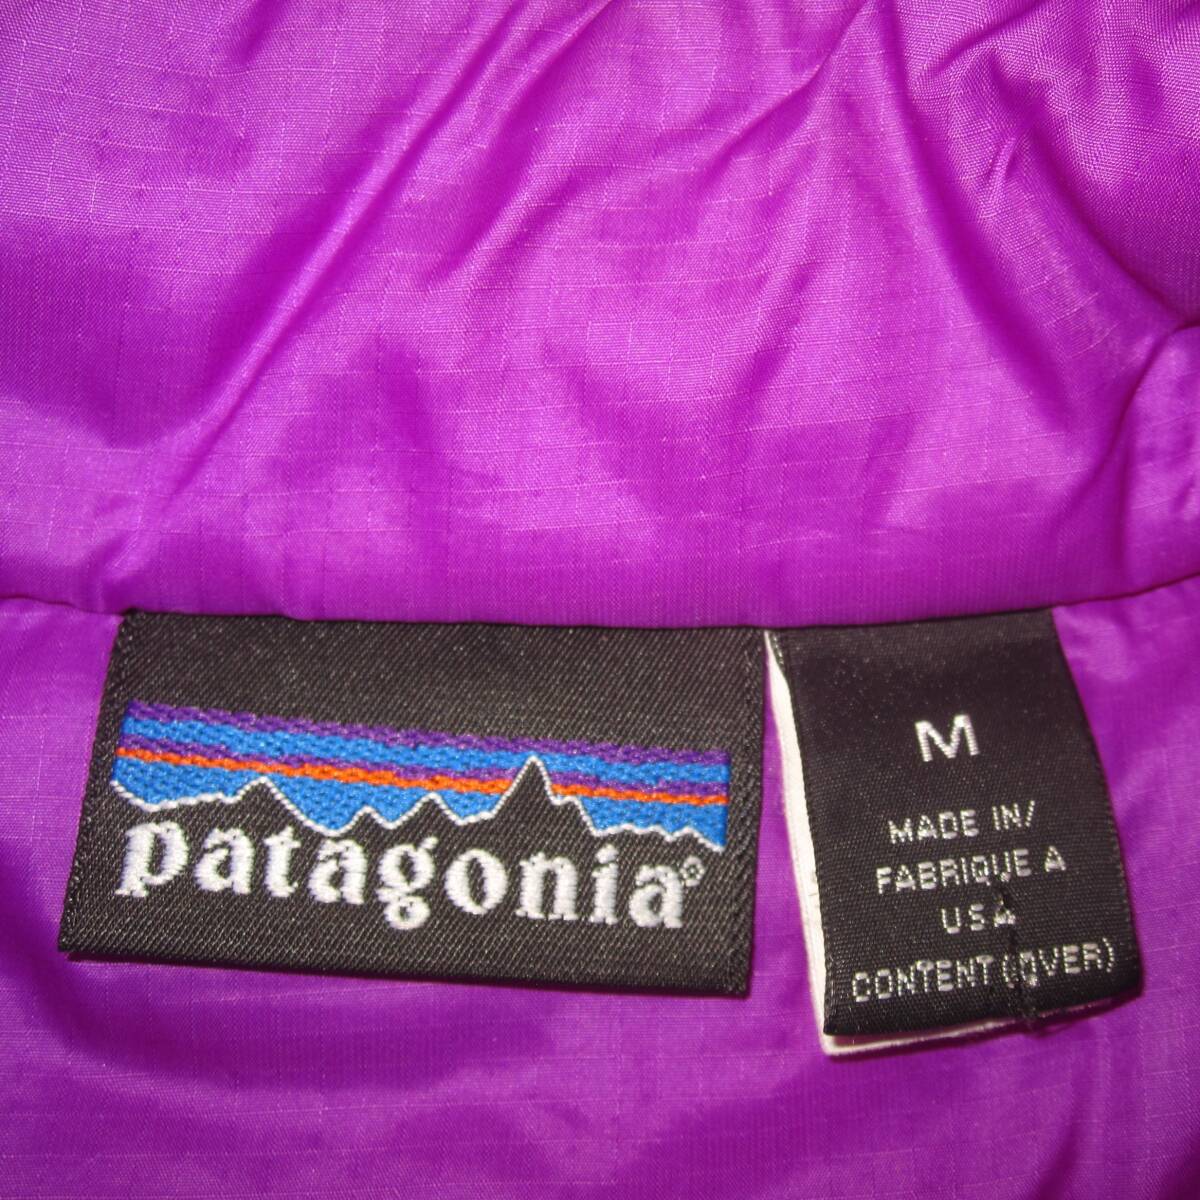 patagonia®
M
MADE IN/
FABRIQUE A
USA
CONTENT (OVER)